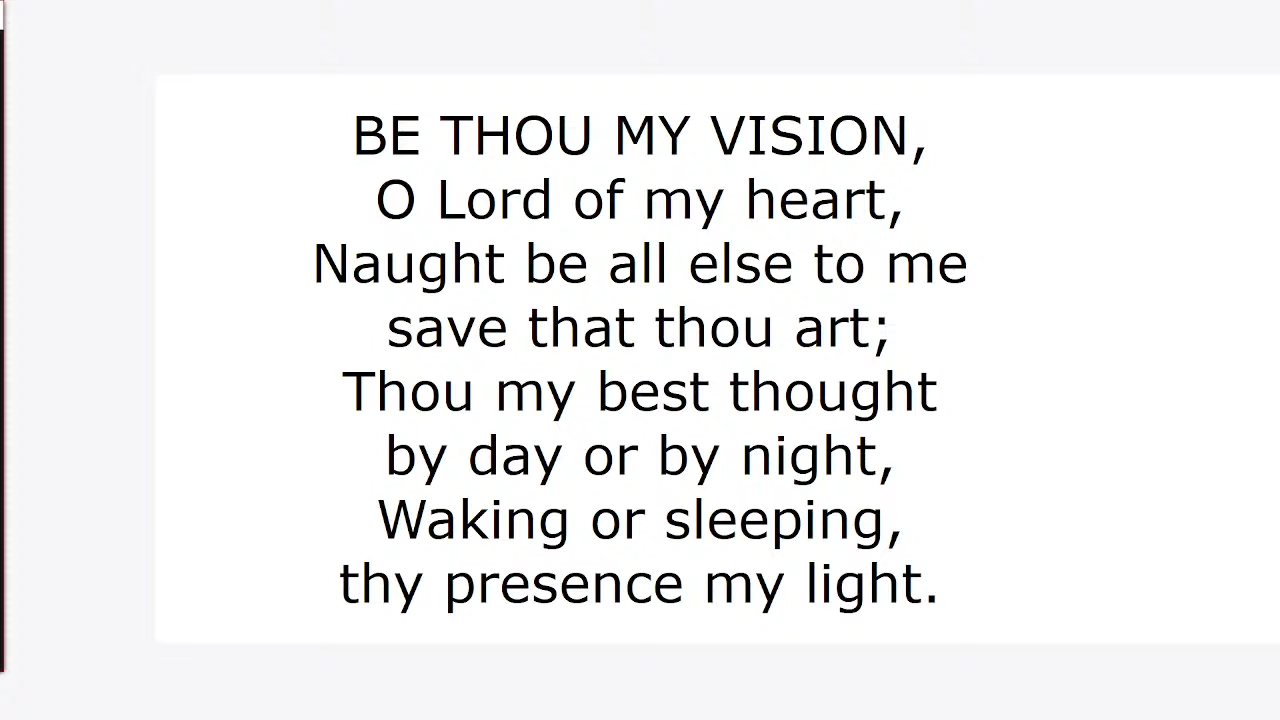 BE THOU MY VISION,
O Lord of my heart,
Naught be all else to me
save that thou art;
Thou my best thought
by day or by night,
Waking or sleeping,
thy presence my light.